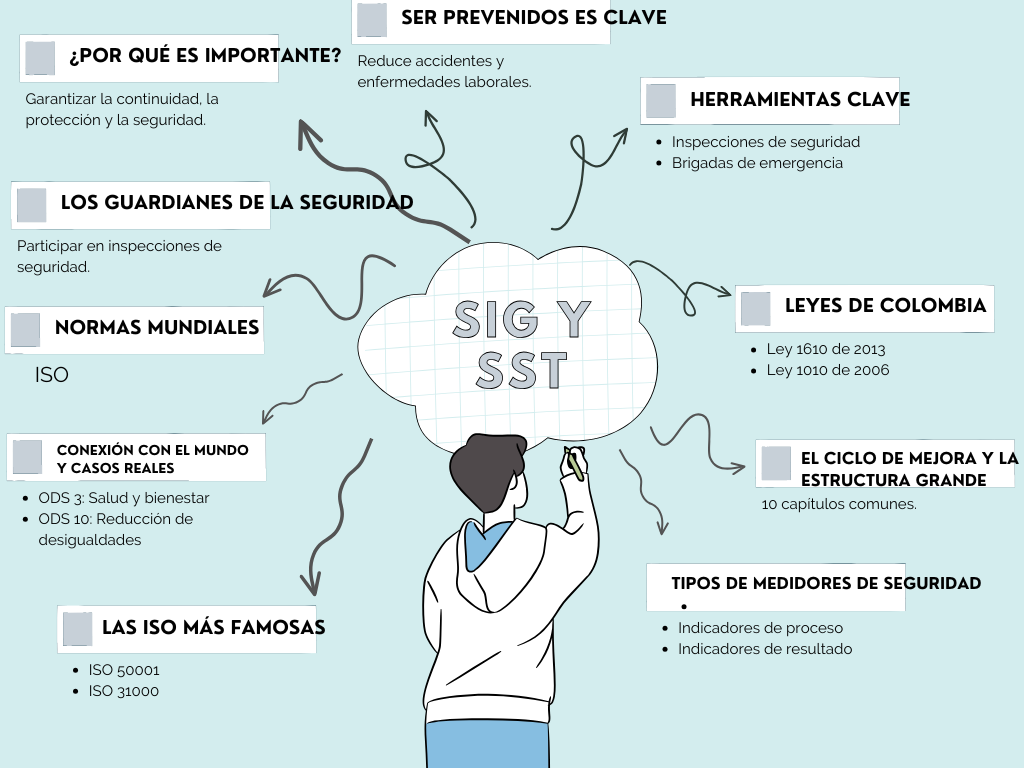 SER PREVENIDOS ES CLAVE
Reduce accidentes y
enfermedades laborales.
¿POR QUÉ ES IMPORTANTE?
Garantizar la continuidad, la
protección y la seguridad.
HERRAMIENTAS CLAVE
• Inspecciones de seguridad
• Brigadas de emergencia
LOS GUARDIANES DE LA SEGURIDAD
Participar en inspecciones de
seguridad.
SIG Y
SST
LEYES DE COLOMBIA
• Ley 1610 de 2013
• Ley 1010 de 2006
NORMAS MUNDIALES
ISO
CONEXIÓN CON EL MUNDO
Y CASOS REALES
• ODS 3: Salud y bienestar
• ODS 10: Reducción de
desigualdades
EL CICLO DE MEJORA Y LA
ESTRUCTURA GRANDE
10 capítulos comunes.
TIPOS DE MEDIDORES DE SEGURIDAD
•
• Indicadores de proceso
• Indicadores de resultado
LAS ISO MÁS FAMOSAS
• ISO 50001
• ISO 31000